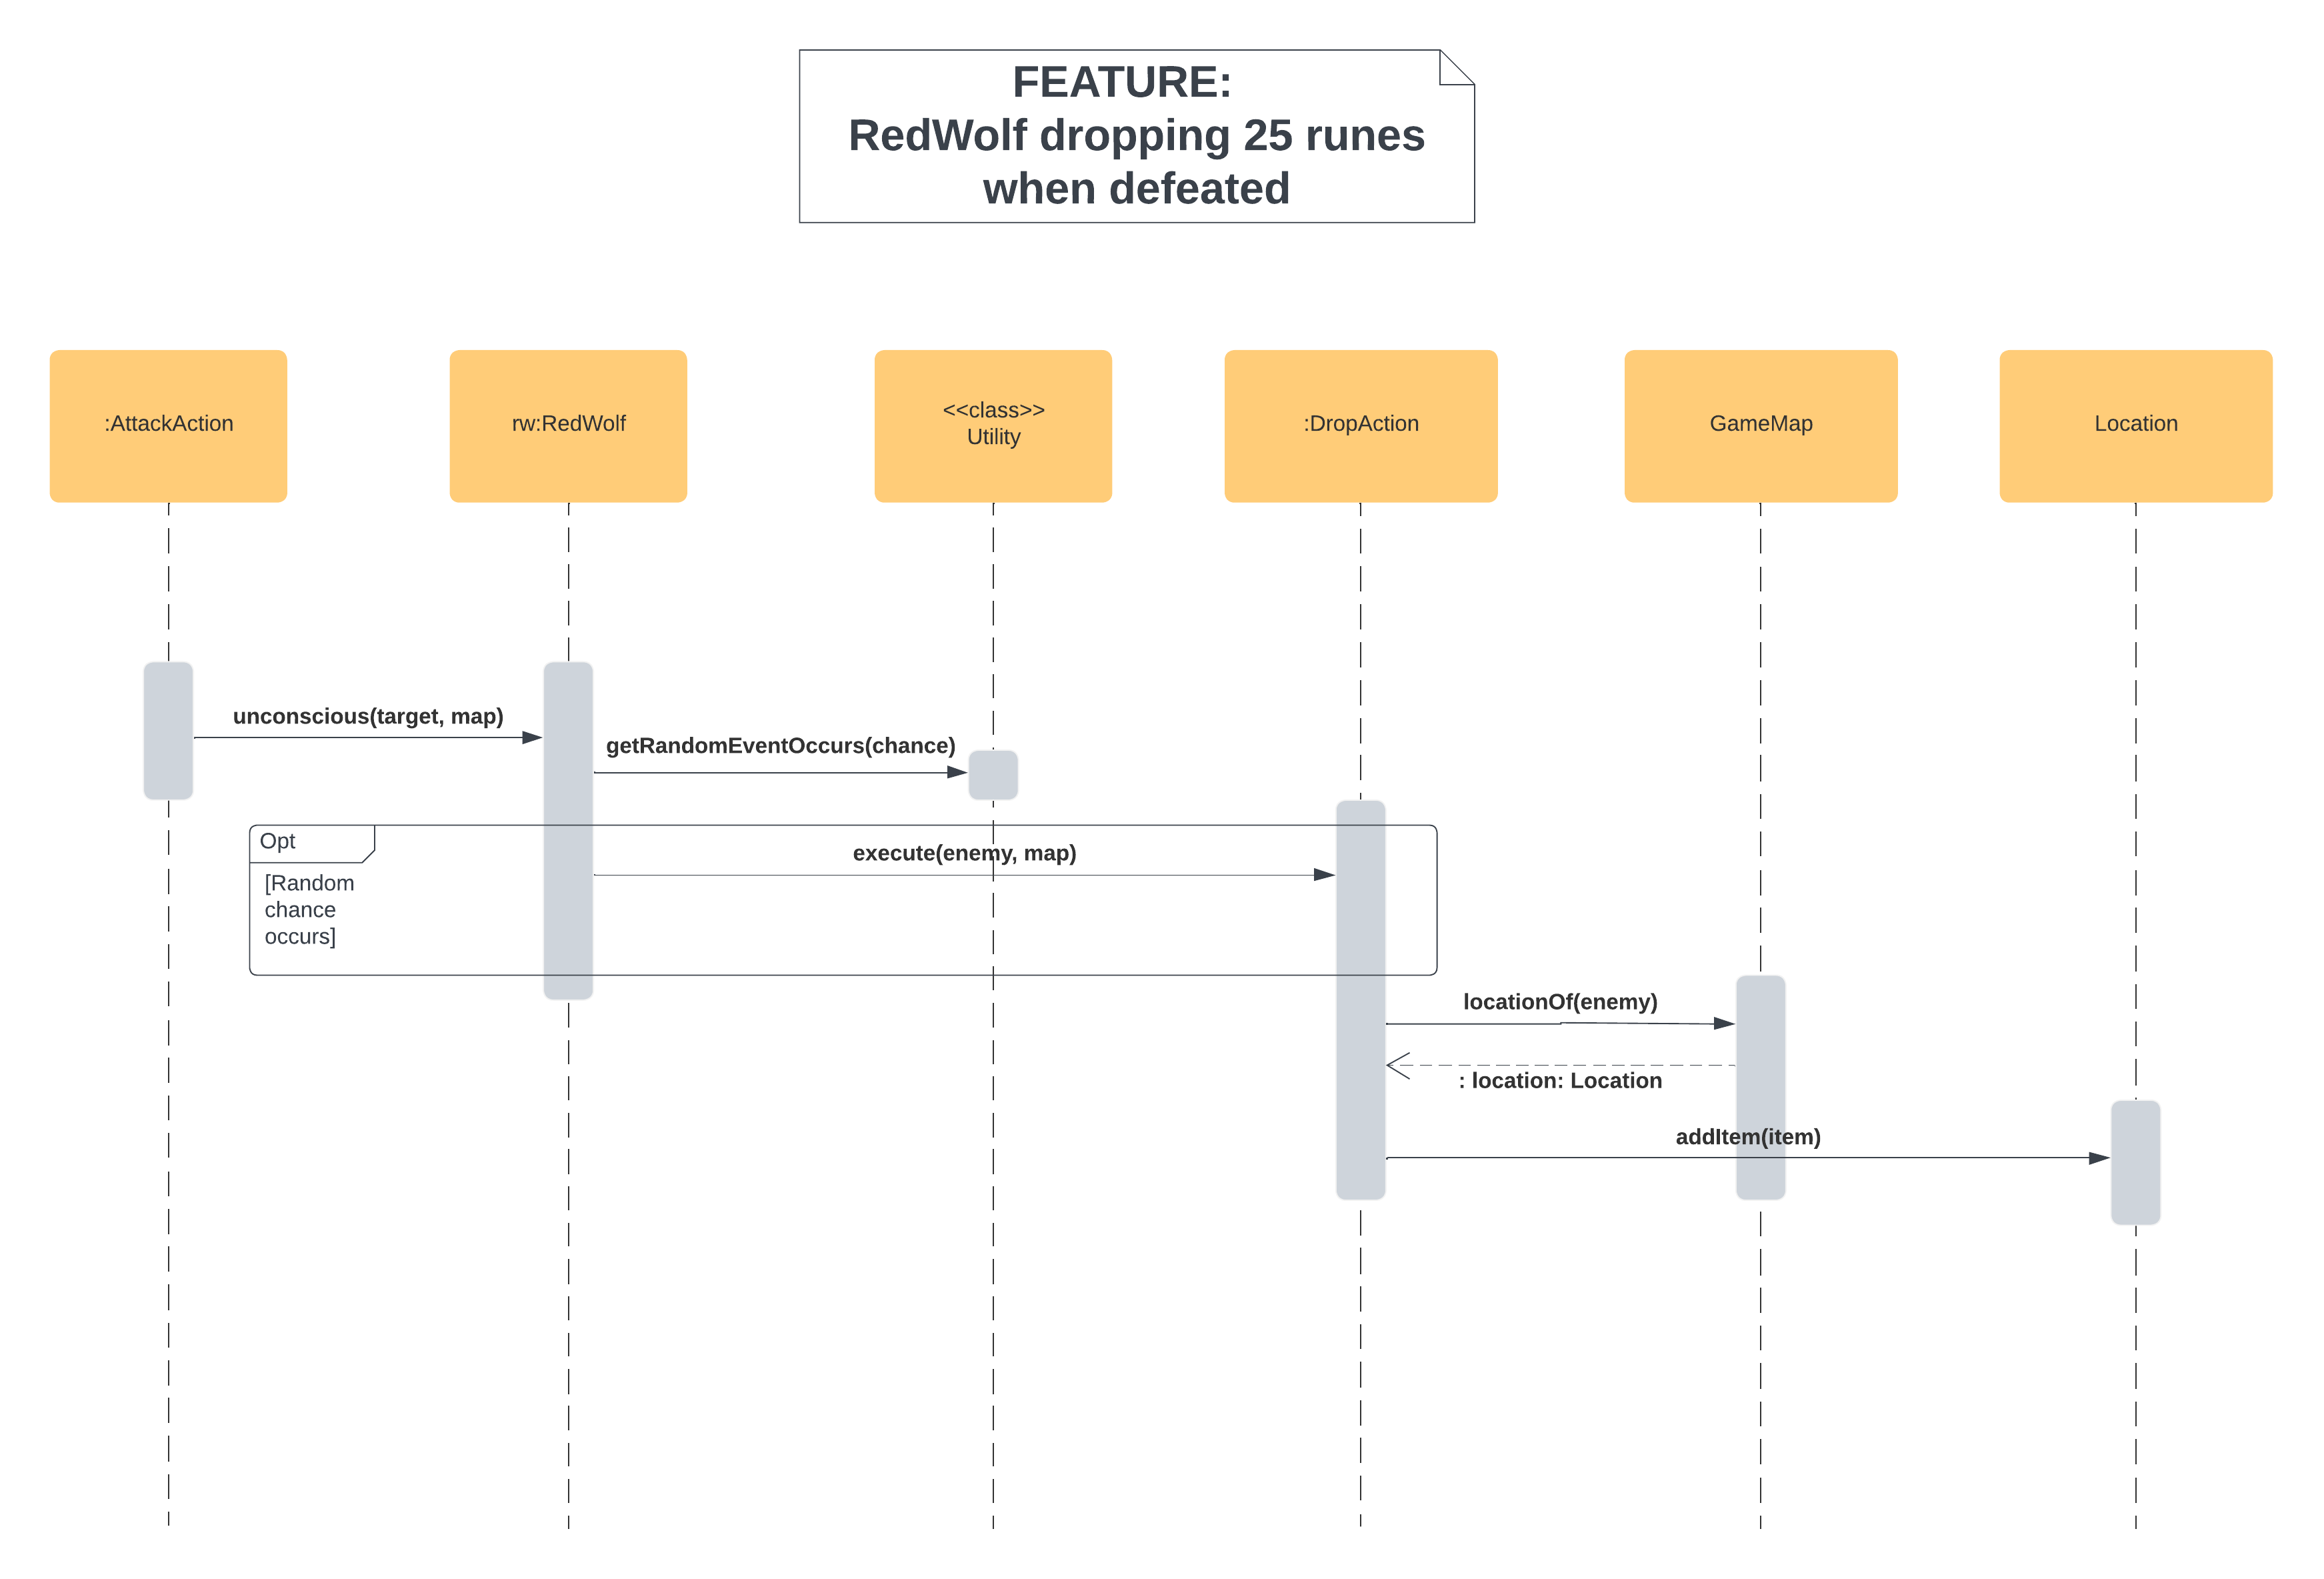 FEATURE:
RedWolf dropping 25 runes
when defeated
:AttackAction
rw:RedWolf
<<class>>
Utility
:DropAction
GameMap
Location
unconscious(target, map)
getRandomEventOccurs(chance)
Opt
execute(enemy, map)
[Random
chance
occurs]
locationOf(enemy)
: location: Location
addItem(item)